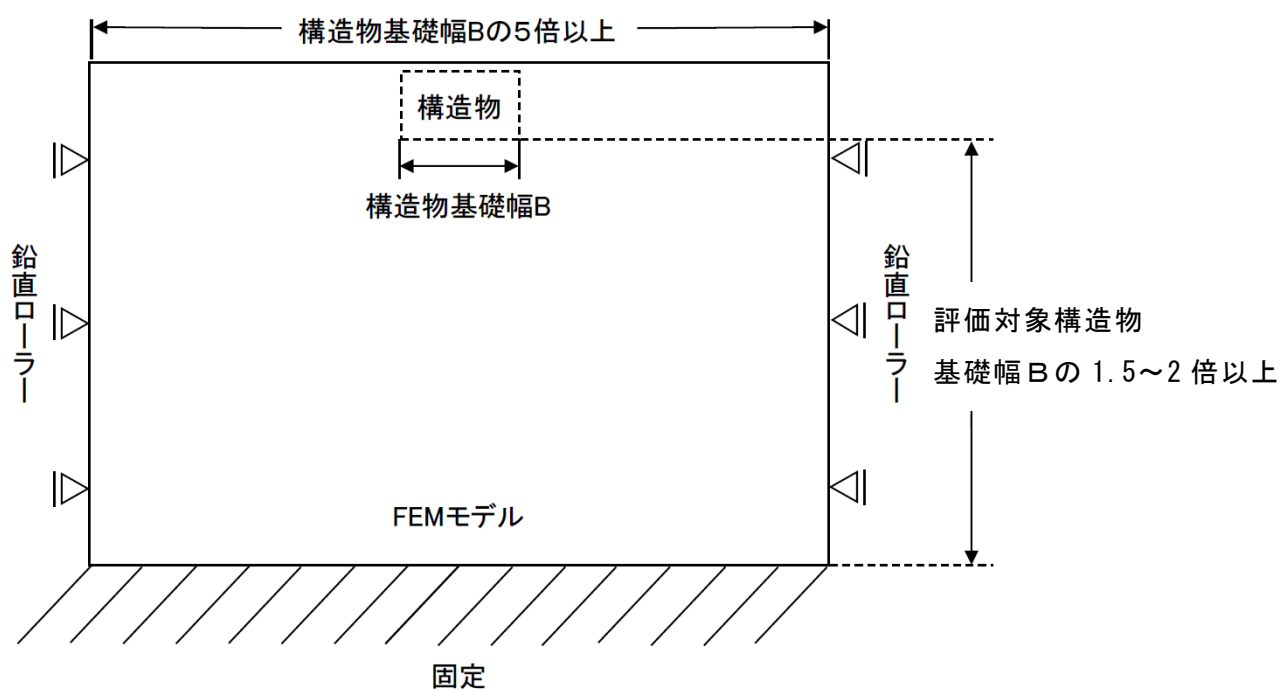 構造物基礎幅Bの5倍以上
構造物
構造物基礎幅B
鉛直ローラー
鉛直ローラー
評価対象構造物
基礎幅Ｂの 1.5～2 倍以上
FEMモデル
固定